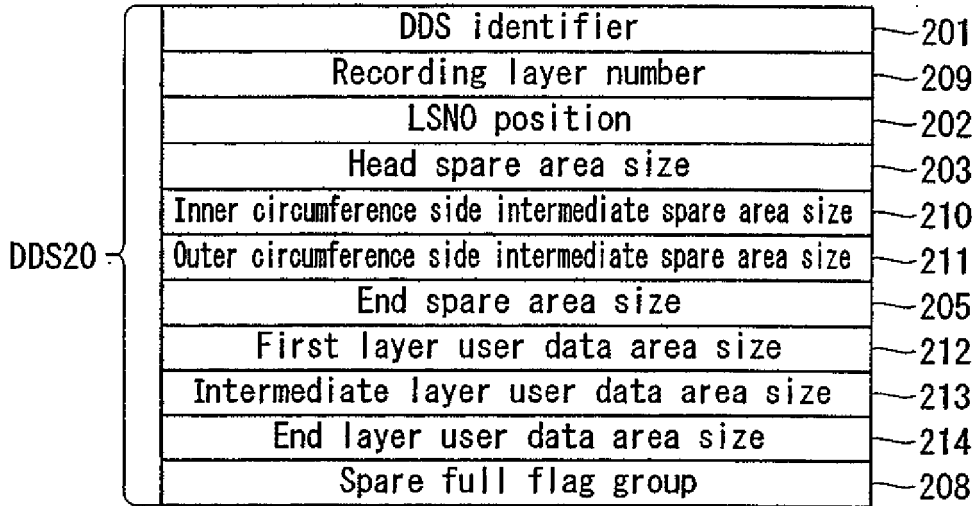 DDS identifier 201
Recording layer number 209
LSNO position 202
Head spare area size 203
Inner circumference side intermediate spare area size 210
DDS20 Outer circumference side intermediate spare area size 211
End spare area size 205
First layer user data area size 212
Intermediate layer user data area size 213
End layer user data area size 214
Spare full flag group 208